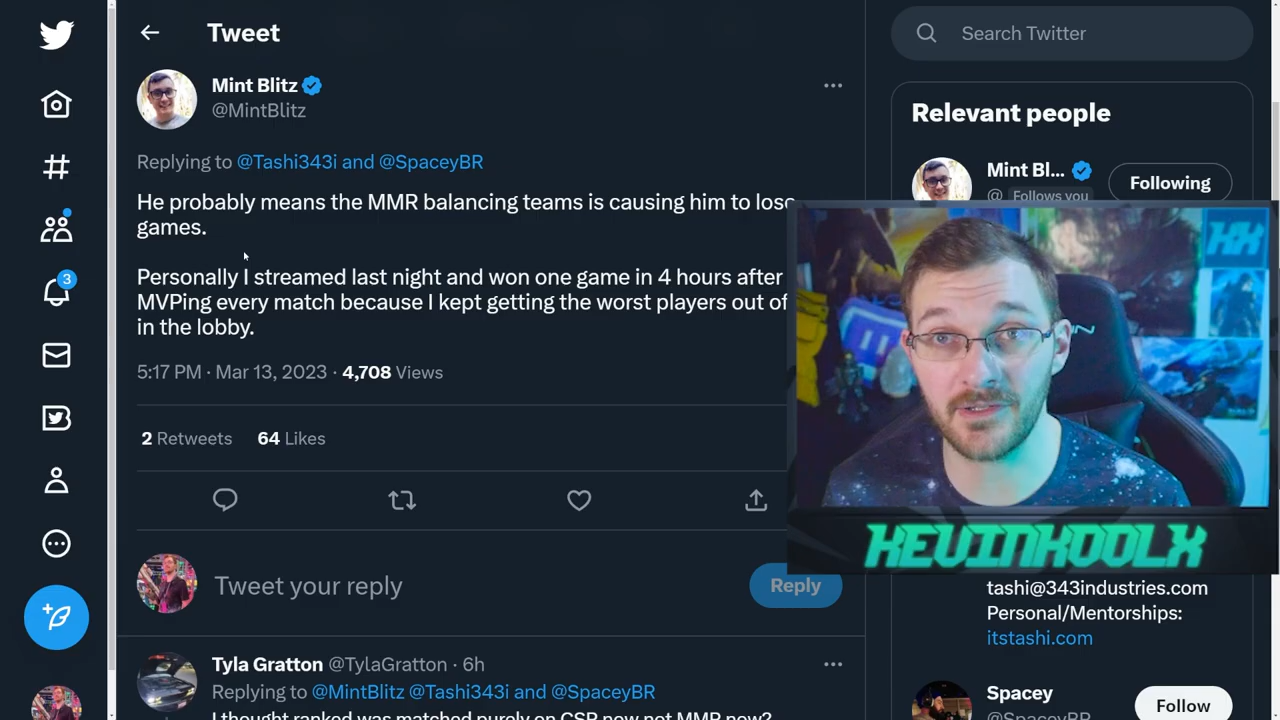 Tweet
Search Twitter
Mint Blitz
@MintBlitz
Replying to @Tashi343i and @SpaceyBR
He probably means the MMR balancing teams is causing him to lose
games.
Personally I streamed last night and won one game in 4 hours after
MVPing every match because I kept getting the worst players out of
in the lobby.
5:17 PM · Mar 13, 2023 · 4,708 Views
2 Retweets 64 Likes
Tweet your reply
Reply
Tyla Gratton @TylaGratton · 6h
Replying to @MintBlitz @Tashi343i and @SpaceyBR
I thought ranked was matched purely on CSR now not MMR now?
3
Relevant people
Mint Bl...
@ Follows you
Following
KX
KEVINKOOLX
tashi@343industries.com
Personal/Mentorships:
itstashi.com
Spacey
@SpaceyBR
Follow